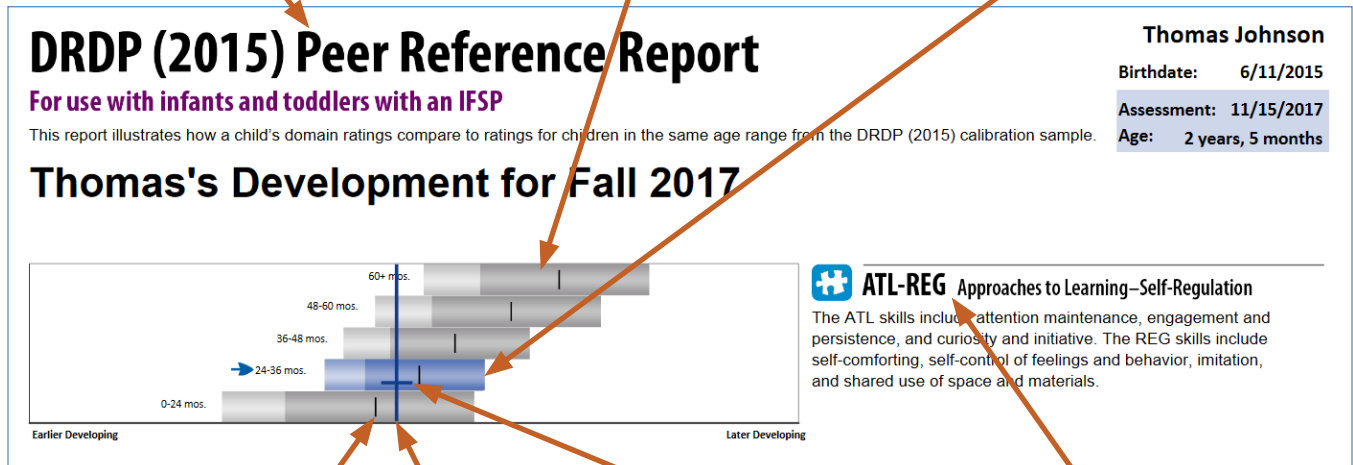 DRDP (2015) Peer Reference Report
For use with infants and toddlers with an IFSP
This report illustrates how a child's domain ratings compare to ratings for children in the same age range from the DRDP (2015) calibration sample.
Thomas Johnson
Birthdate: 6/11/2015
Assessment: 11/15/2017
Age: 2 years, 5 months
Thomas's Development for Fall 2017
60+ mos.
48-60 mos.
36-48 mos.
24-36 mos.
0-24 mos.
Earlier Developing
Later Developing
ATL-REG Approaches to Learning–Self-Regulation
The ATL skills include attention maintenance, engagement and
persistence, and curiosity and initiative. The REG skills include
self-comforting, self-control of feelings and behavior, imitation,
and shared use of space and materials.